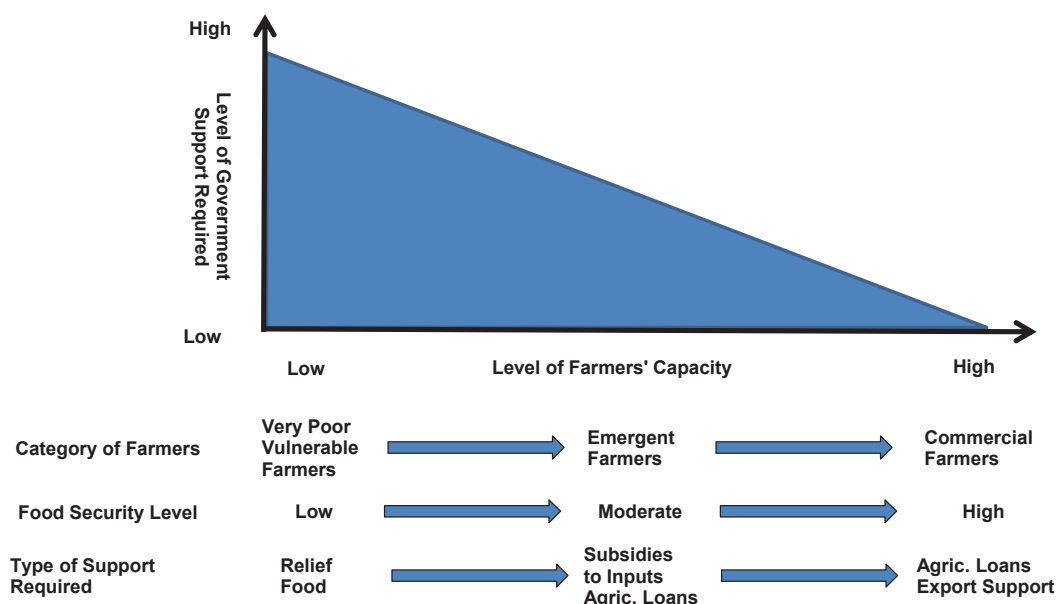 High
Level of Government
Support Required
Low
Low
Level of Farmers' Capacity
High
Category of Farmers
Very Poor
Vulnerable
Farmers
Emergent
Farmers
Commercial
Farmers
Food Security Level
Low
Moderate
High
Type of Support
Required
Relief
Food
Subsidies
to Inputs
Agric. Loans
Agric. Loans
Export Support